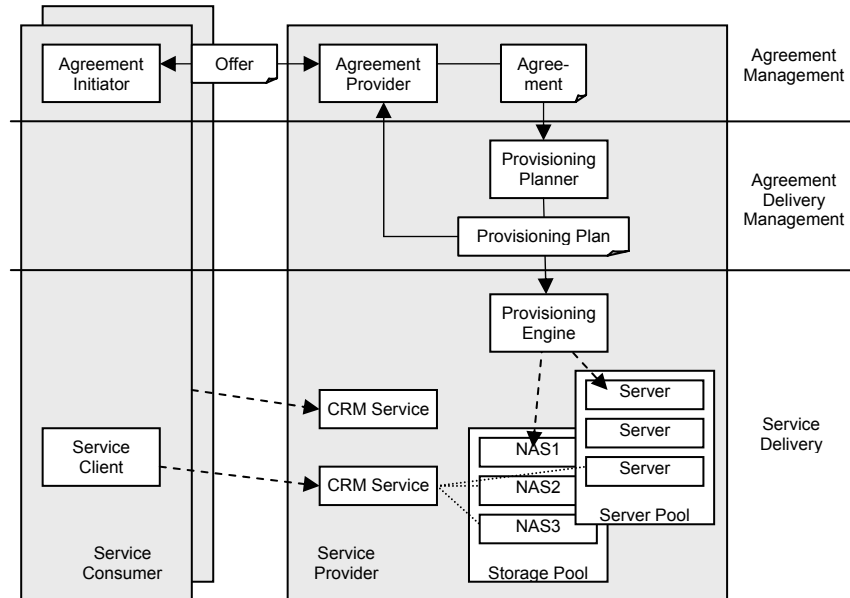 Agreement
Initiator
Offer
Agreement
Provider
Agree-
ment
Agreement
Management
Provisioning
Planner
Provisioning Plan
Agreement
Delivery
Management
Provisioning
Engine
CRM Service
Server
Server
Server
Server Pool
Service
Client
CRM Service
NAS1
NAS2
NAS3
Storage Pool
Service
Delivery
Service
Consumer
Service
Provider